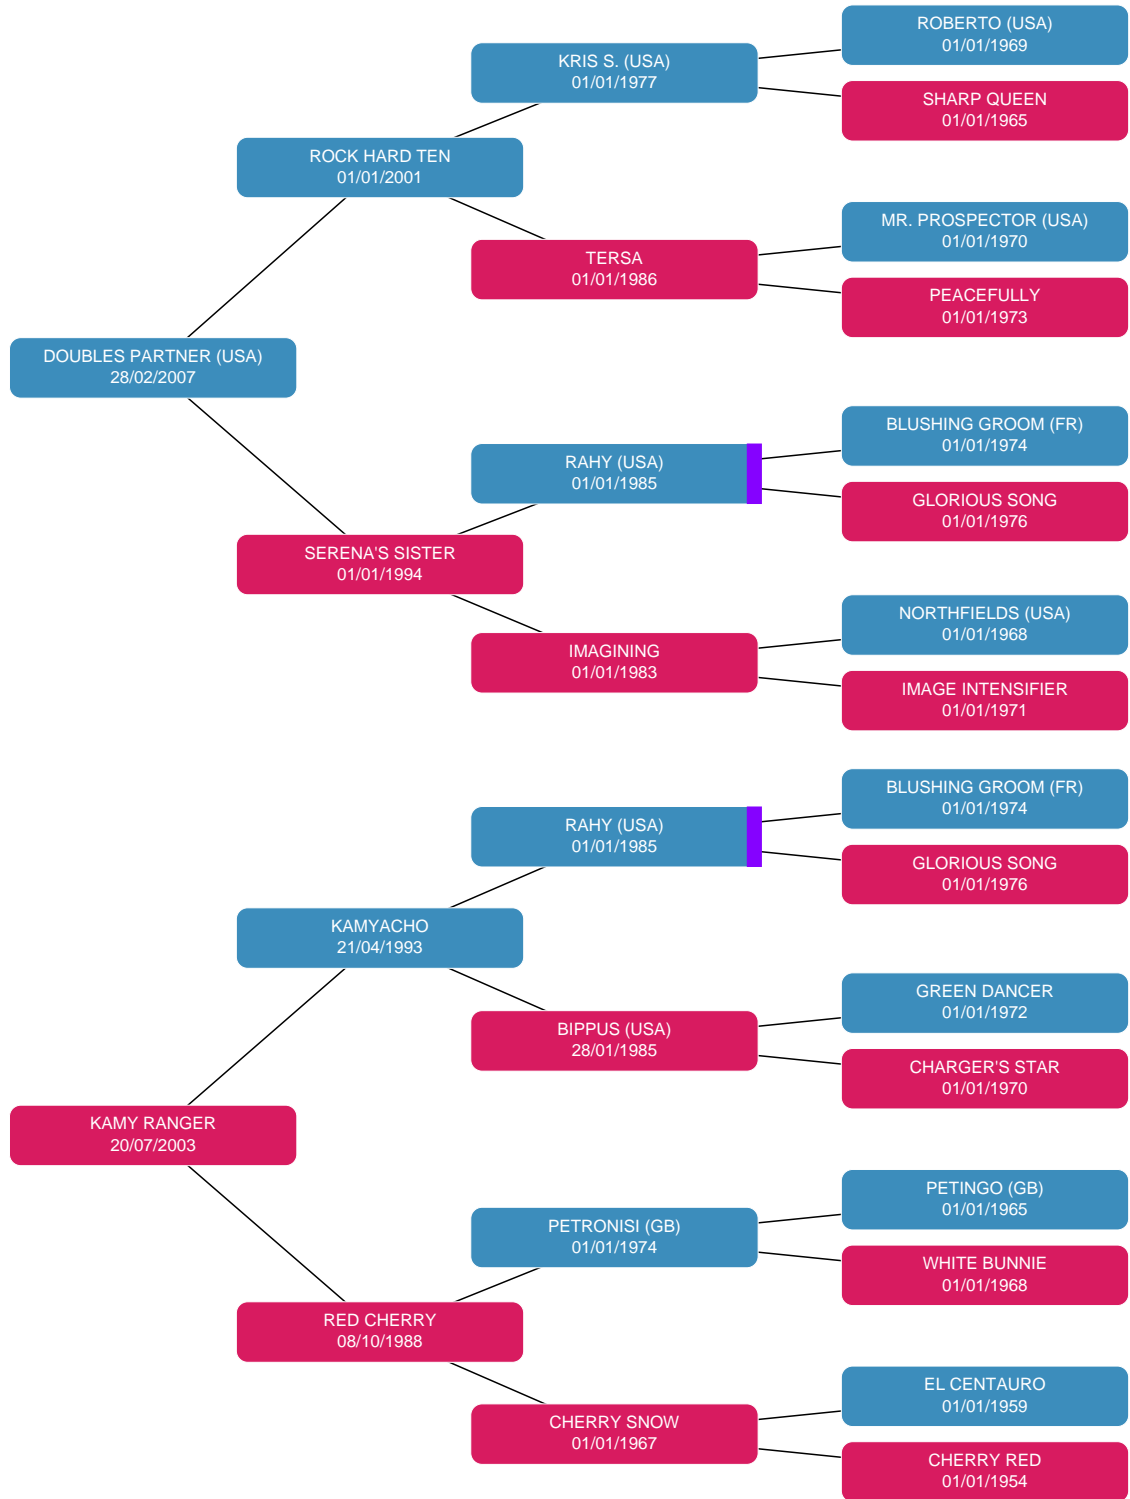 ROBERTO (USA)
01/01/1969
KRIS S. (USA)
01/01/1977
SHARP QUEEN
01/01/1965
ROCK HARD TEN
01/01/2001
MR. PROSPECTOR (USA)
01/01/1970
TERSA
01/01/1986
PEACEFULLY
01/01/1973
DOUBLES PARTNER (USA)
28/02/2007
BLUSHING GROOM (FR)
01/01/1974
RAHY (USA)
01/01/1985
GLORIOUS SONG
01/01/1976
SERENA'S SISTER
01/01/1994
NORTHFIELDS (USA)
01/01/1968
IMAGINING
01/01/1983
IMAGE INTENSIFIER
01/01/1971
BLUSHING GROOM (FR)
01/01/1974
RAHY (USA)
01/01/1985
GLORIOUS SONG
01/01/1976
KAMYACHO
21/04/1993
GREEN DANCER
01/01/1972
BIPPUS (USA)
28/01/1985
CHARGER'S STAR
01/01/1970
KAMY RANGER
20/07/2003
PETINGO (GB)
01/01/1965
PETRONISI (GB)
01/01/1974
WHITE BUNNIE
01/01/1968
RED CHERRY
08/10/1988
EL CENTAURO
01/01/1959
CHERRY SNOW
01/01/1967
CHERRY RED
01/01/1954